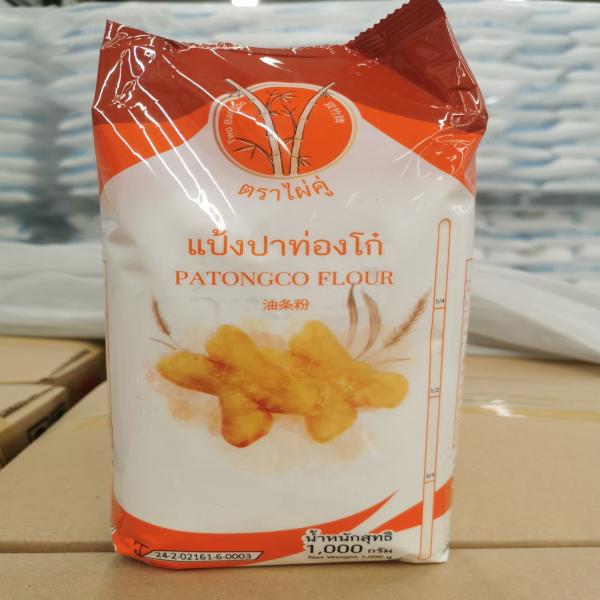 Two Bamboo
双竹牌
ตราไผ่คู่
แป้งปาท่องโก๋
PATONGCO FLOUR
油条粉
1/4
1/2
3/4
น้ำหนักสุทธิ
1,000 กรัม
Net Weight 1,000 g
24-2-02161-6-0003